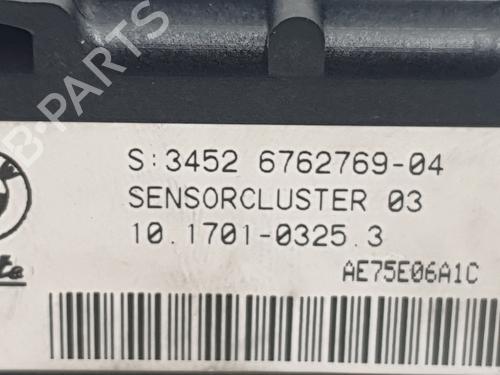 B-PARTS
S:3452 6762769-04
SENSORCLUSTER 03
10.1701-0325.3
AE75E06A1C